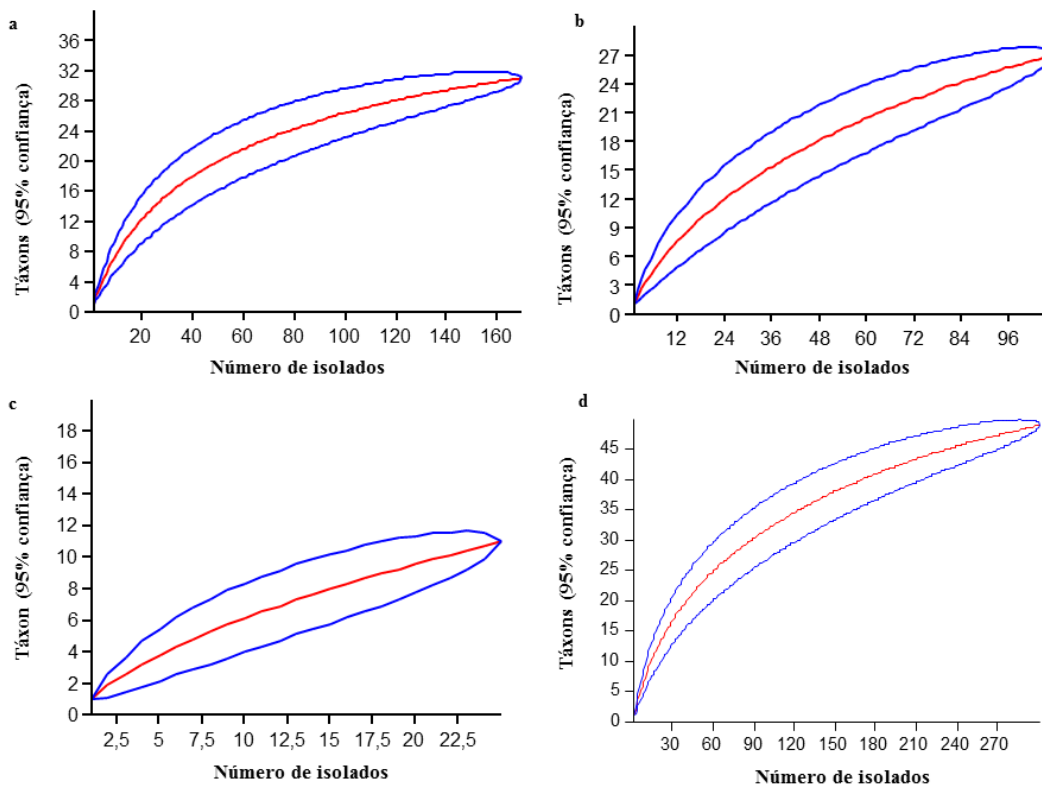 a
Táxons (95% confiança)
36
32
28
24
20
16
12
8
4
0
20 40 60 80 100 120 140 160
Número de isolados
b
Táxons (95% confiança)
27
24
21
18
15
12
9
6
3
0
12 24 36 48 60 72 84 96
Número de isolados
c
Táxon (95% confiança)
18
16
14
12
10
8
6
4
2
0
2,5 5 7,5 10 12,5 15 17,5 20 22,5
Número de isolados
d
Táxons (95% confiança)
45
40
35
30
25
20
15
10
5
0
30 60 90 120 150 180 210 240 270
Número de isolados